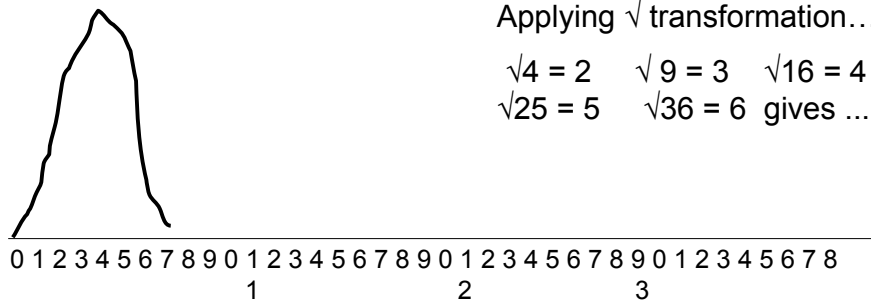 Applying √ transformation…
√4 = 2 √ 9 = 3 √16 = 4
√25 = 5 √36 = 6 gives ...
0 1 2 3 4 5 6 7 8 9 0 1 2 3 4 5 6 7 8 9 0 1 2 3 4 5 6 7 8 9 0 1 2 3 4 5 6 7 8
1 2 3